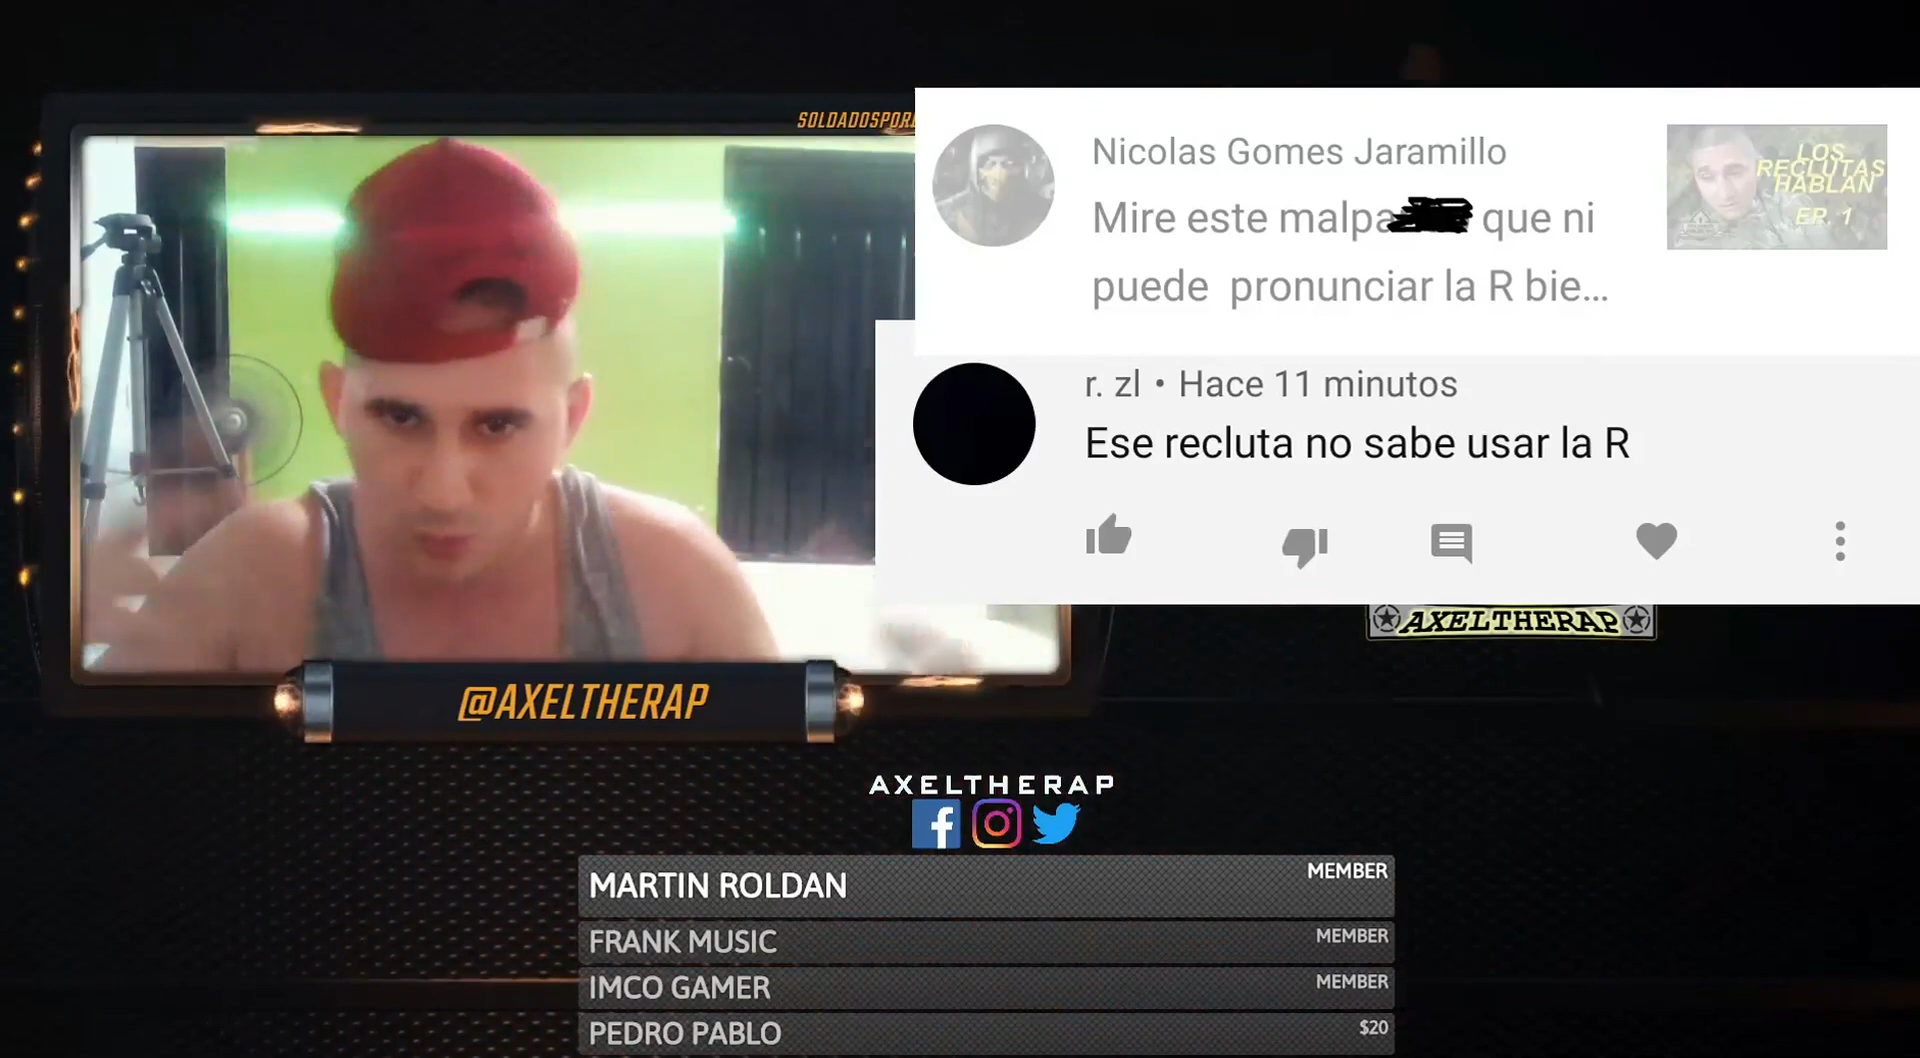 SOLDADOSPOR
Nicolas Gomes Jaramillo
Mire este malpa que ni
puede pronunciar la R bie...
LOS
RECLUTAS
HABLAN
EP. 1
r. zl • Hace 11 minutos
Ese recluta no sabe usar la R
AXELTHERAP
@AXELTHERAP
AXELTHERAP
MARTIN ROLDAN MEMBER
FRANK MUSIC MEMBER
IMCO GAMER MEMBER
PEDRO PABLO $20